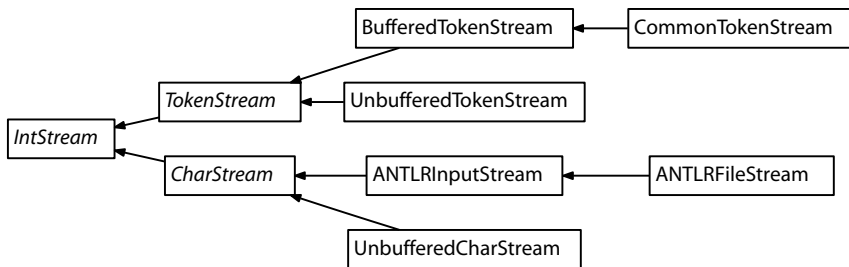 BufferedTokenStream
CommonTokenStream
TokenStream
UnbufferedTokenStream
IntStream
CharStream
ANTLRInputStream
ANTLRFileStream
UnbufferedCharStream